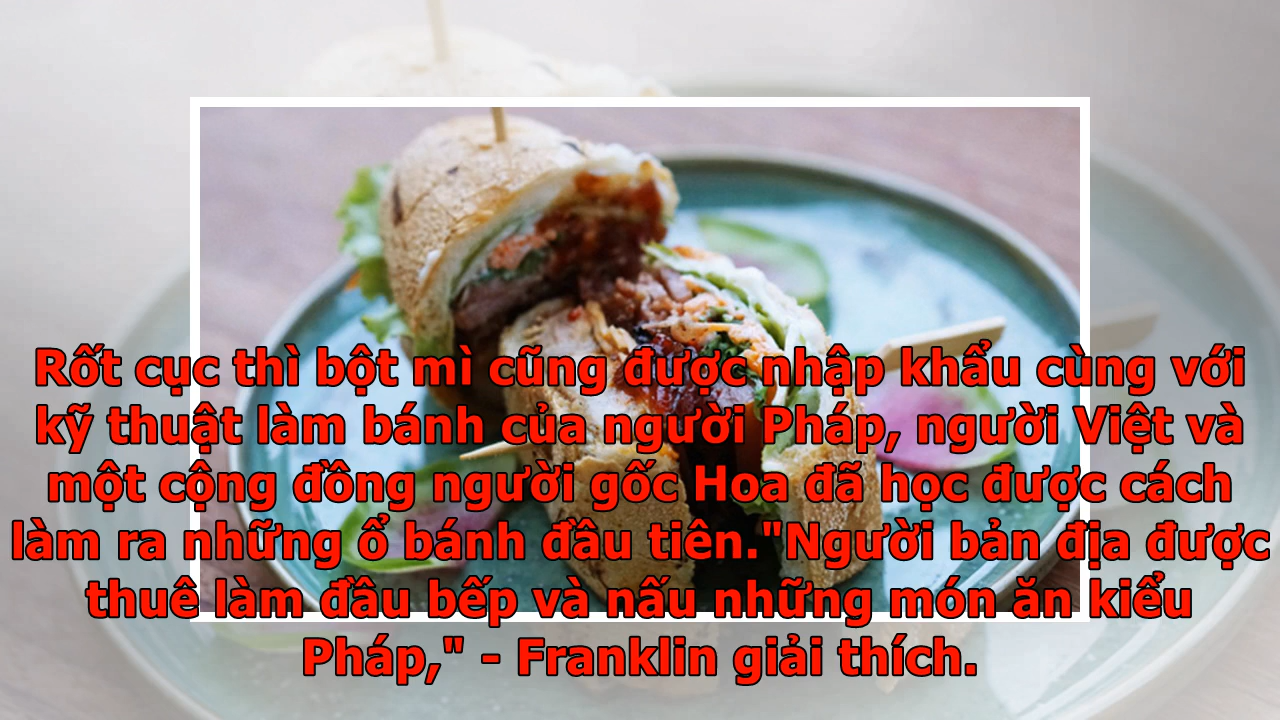 Rốt cục thì bột mì cũng được nhập khẩu cùng với
kỹ thuật làm bánh của người Pháp, người Việt và
một cộng đồng người gốc Hoa đã học được cách
làm ra những ổ bánh đầu tiên."Người bản địa được
thuê làm đầu bếp và nấu những món ăn kiểu
Pháp," - Franklin giải thích.